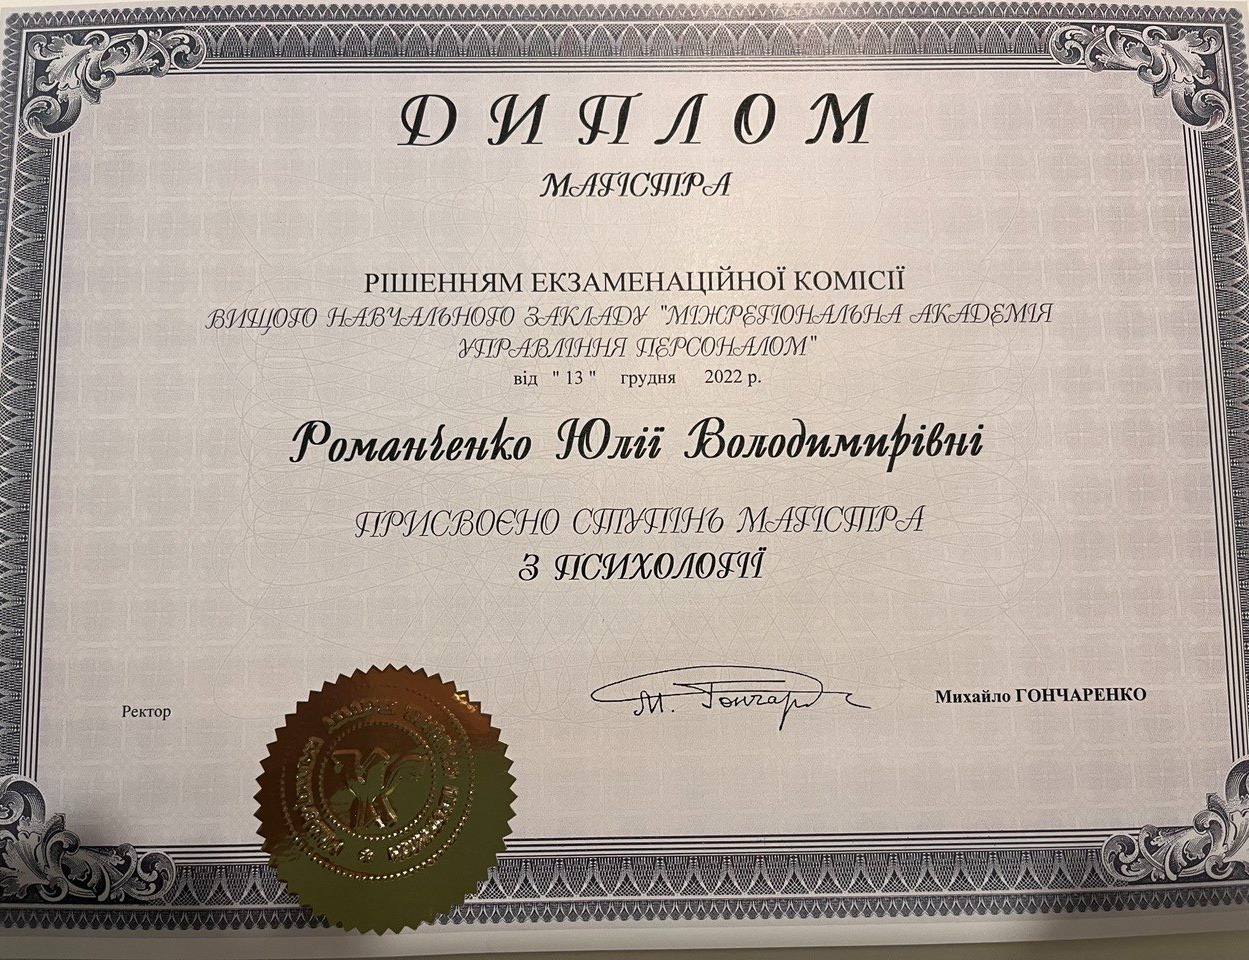 ДИПЛОМ
МАГІСТРА
РІШЕННЯМ ЕКЗАМЕНАЦІЙНОЇ КОМІСІЇ
ВИЩОГО НАВЧАЛЬНОГО ЗАКЛАДУ "МІЖРЕГІОНАЛЬНА АКАДЕМІЯ
УПРАВЛІННЯ ПЕРСОНАЛОМ"
від " 13 " грудня 2022 р.
Романченко Юлії Володимирівні
ПРИСВОЄНО СТУПІНЬ МАГІСТРА
З ПСИХОЛОГІЇ
Ректор
М. Гончар
Михайло ГОНЧАРЕНКО